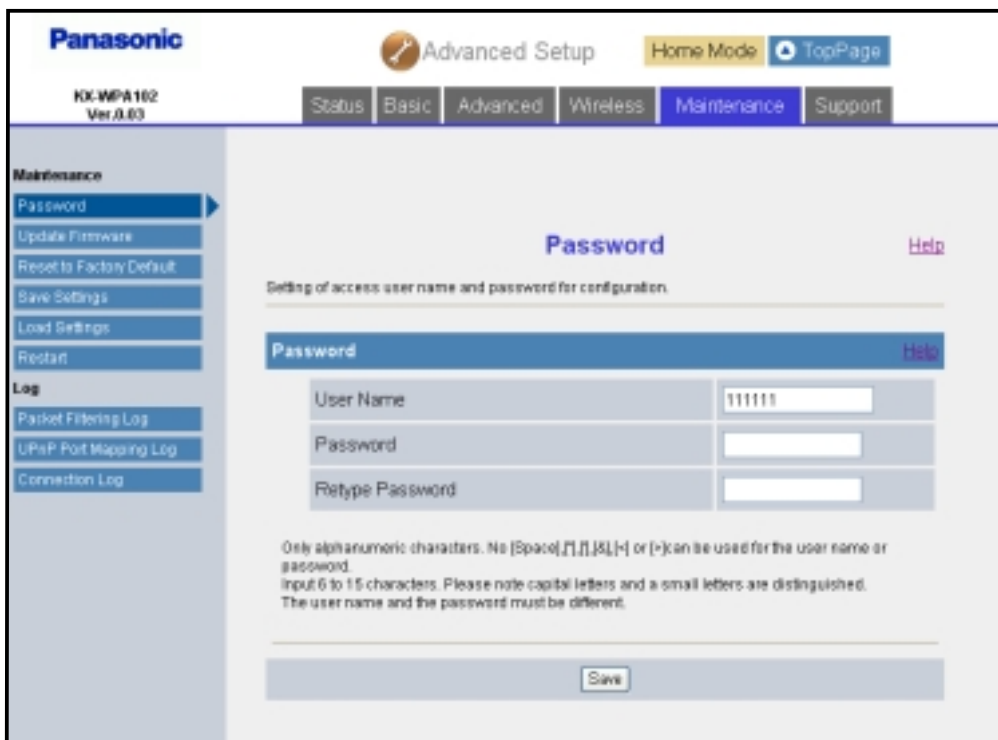 Panasonic
Advanced Setup
Home Mode
TopPage
KX-WPA102
Ver.0.03
Status
Basic
Advanced
Wireless
Maintenance
Support
Maintenance
Password
Update Firmware
Reset to Factory Default
Save Settings
Load Settings
Restart
Log
Packet Filtering Log
UPnP Port Mapping Log
Connection Log
Password
Help
Setting of access user name and password for configuration.
Password
Help
User Name
111111
Password
Retype Password
Only alphanumeric characters. No [Space],["],['],[&],[<] or [>]can be used for the user name or
password.
Input 6 to 15 characters. Please note capital letters and a small letters are distinguished.
The user name and the password must be different.
Save